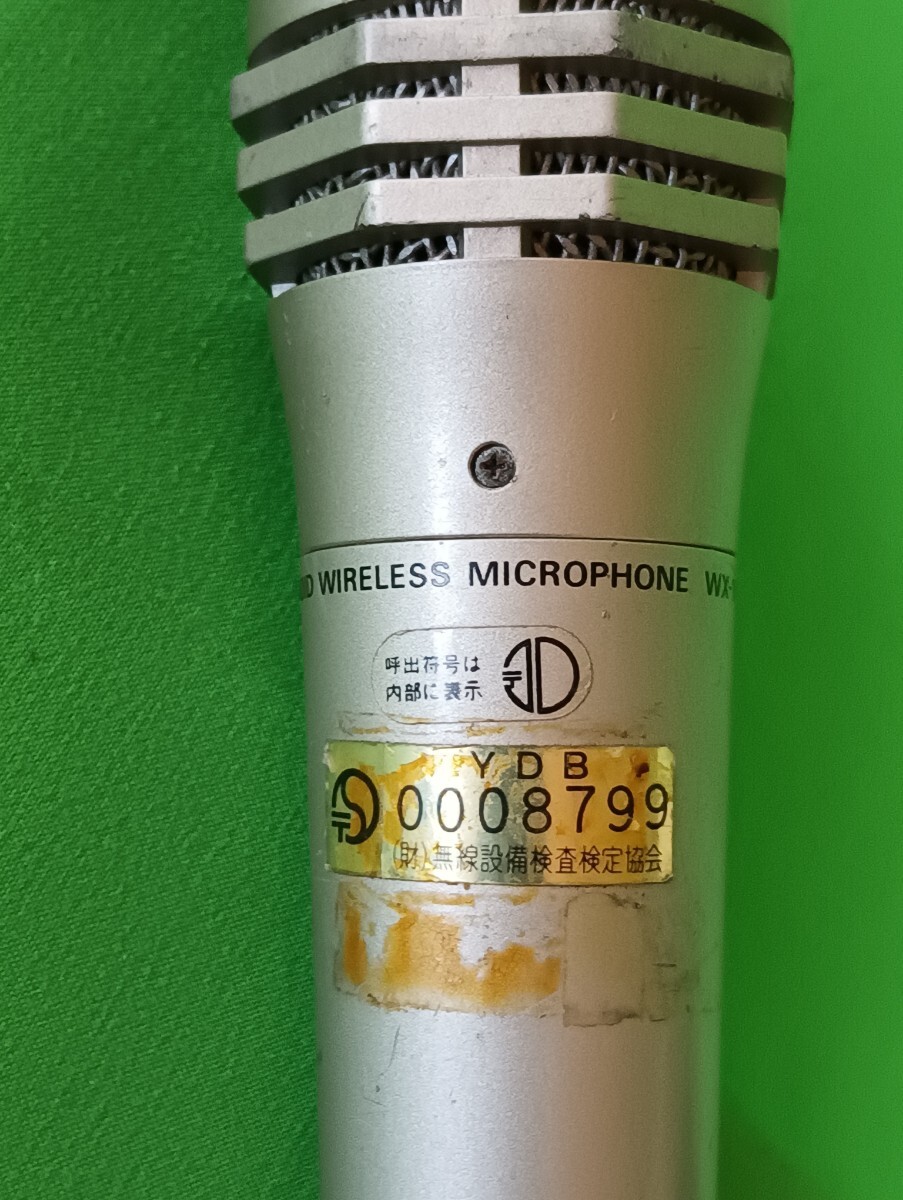 WIRELESS MICROPHONE WX-
呼出符号は
内部に表示
YDB
0008799
(財)無線設備検査検定協会